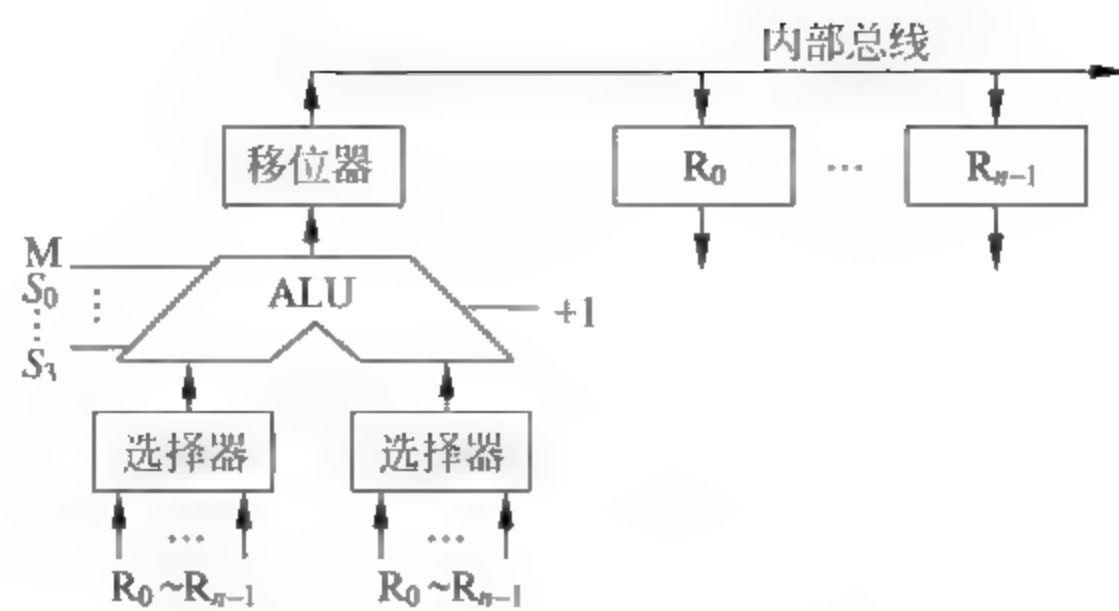 内部总线
移位器
R₀
...
Rₙ₋₁
M
S₀
⋮
⋮
S₃
ALU
+1
选择器
选择器
...
...
R₀~Rₙ₋₁
R₀~Rₙ₋₁